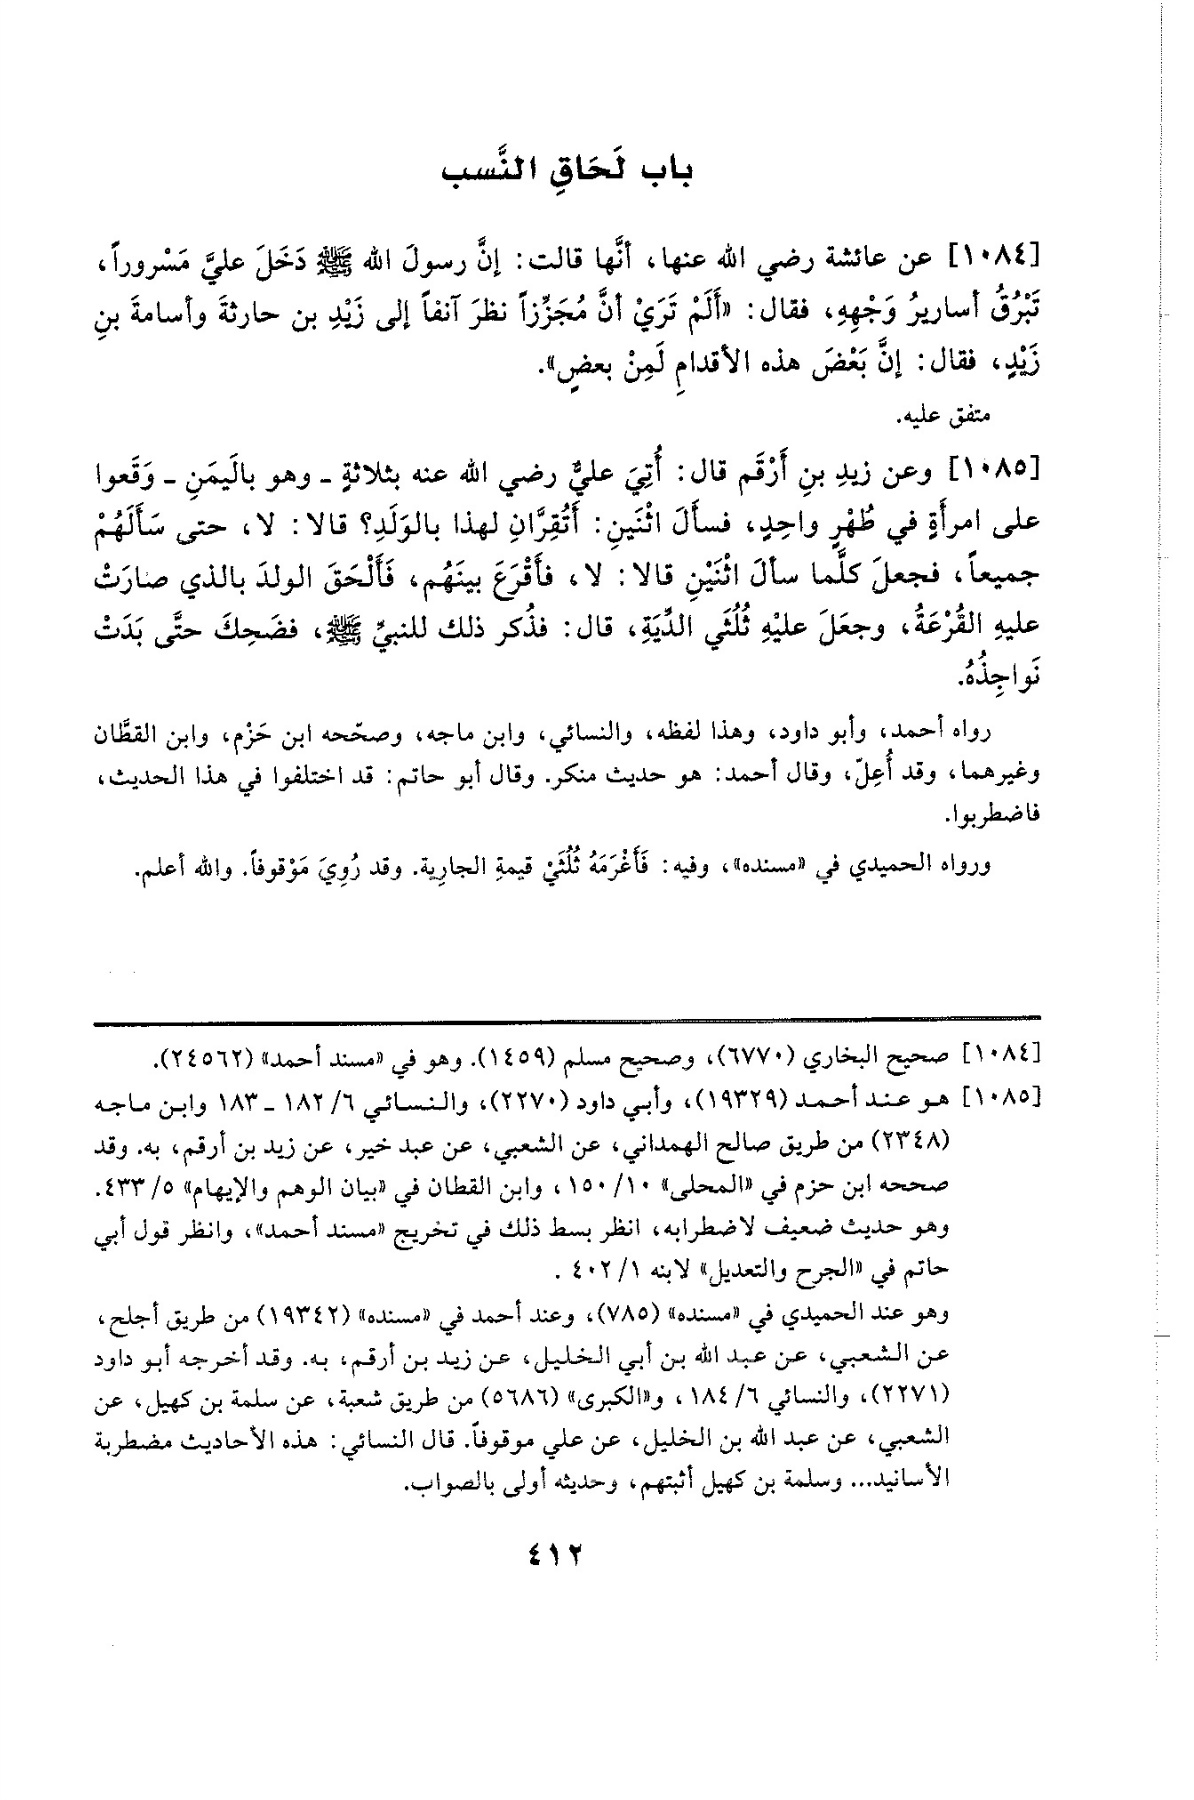 باب لَحَاقِ النَّسب
[١٠٨٤] عن عائشة رضي الله عنها، أنَّها قالت: إنَّ رسولَ الله ﷺ دَخَلَ عليَّ مَسْروراً،
تَبْرُقُ أساريرُ وَجْهِهِ، فقال: «أَلَمْ تَرَيْ أنَّ مُجَزِّزاً نظرَ آنفاً إلى زَيْدِ بن حارثةَ وأسامةَ بنِ
زَيْدٍ، فقال: إنَّ بَعْضَ هذه الأقدامِ لَمِنْ بعضٍ».
متفق عليه.
[١٠٨٥] وعن زيدِ بنِ أَرْقَم قال: أُتِيَ عليٌّ رضي الله عنه بثلاثةٍ ـ وهو بالَيمَنِ ـ وَقَعوا
على امرأَةٍ في طُهْرٍ واحِدٍ، فسأَلَ اثْنَينِ: أَتُقِرَّانِ لهذا بالوَلَدِ؟ قالا: لا، حتى سَأَلَهُمْ
جميعاً، فجعلَ كلَّما سألَ اثْنَيْنِ قالا: لا، فأَقْرَعَ بينَهُم، فَأَلْحَقَ الولدَ بالذي صارَتْ
عليهِ القُرْعَةُ، وجعَلَ عليْهِ ثُلُثَي الدِّيَةِ، قال: فذُكر ذلك للنبيِّ ﷺ، فضَحِكَ حتَّى بَدَتْ
نَواجِذُهُ.
رواه أحمد، وأبو داود، وهذا لفظه، والنسائي، وابن ماجه، وصحّحه ابن حَزْم، وابن القطَّان
وغيرهما، وقد أُعِلّ، وقال أحمد: هو حديث منكر. وقال أبو حاتم: قد اختلفوا في هذا الحديث،
فاضطربوا.
ورواه الحميدي في «مسنده»، وفيه: فَأَغْرَمَهُ ثُلُثَيْ قيمةِ الجارِية. وقد رُوِيَ مَوْقوفاً. والله أعلم.
[١٠٨٤] صحيح البخاري (٦٧٧٠)، وصحيح مسلم (١٤٥٩). وهو في «مسند أحمد» (٢٤٥٦٢).
[١٠٨٥] هو عند أحمد (١٩٣٢٩)، وأبي داود (٢٢٧٠)، والنسائي ٦/ ١٨٢ ـ ١٨٣ وابن ماجه
(٢٣٤٨) من طريق صالح الهمداني، عن الشعبي، عن عبد خير، عن زيد بن أرقم، به. وقد
صححه ابن حزم في «المحلى» ١٠/ ١٥٠، وابن القطان في «بيان الوهم والإيهام» ٥/ ٤٣٣.
وهو حديث ضعيف لاضطرابه، انظر بسط ذلك في تخريج «مسند أحمد»، وانظر قول أبي
حاتم في «الجرح والتعديل» لابنه ١/ ٤٠٢.
وهو عند الحميدي في «مسنده» (٧٨٥)، وعند أحمد في «مسنده» (١٩٣٤٢) من طريق أجلح،
عن الشعبي، عن عبد الله بن أبي الخليل، عن زيد بن أرقم، به. وقد أخرجه أبو داود
(٢٢٧١)، والنسائي ٦/ ١٨٤، و«الكبرى» (٥٦٨٦) من طريق شعبة، عن سلمة بن كهيل، عن
الشعبي، عن عبد الله بن الخليل، عن علي موقوفاً. قال النسائي: هذه الأحاديث مضطربة
الأسانيد... وسلمة بن كهيل أثبتهم، وحديثه أولى بالصواب.
٤١٢